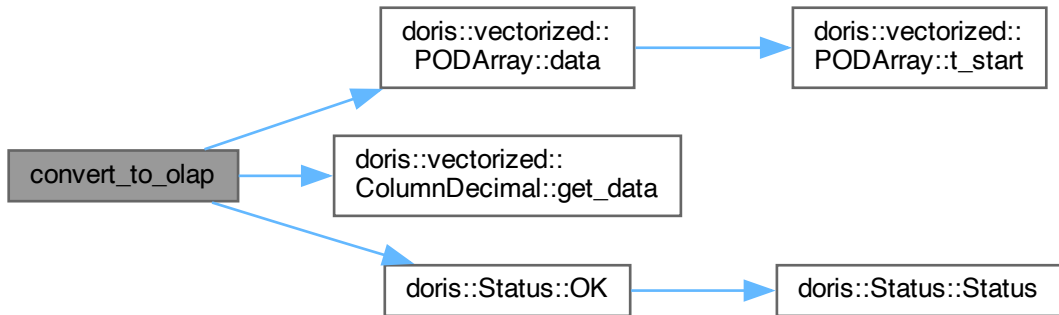 convert_to_olap
doris::vectorized::
PODArray::data
doris::vectorized::
PODArray::t_start
doris::vectorized::
ColumnDecimal::get_data
doris::Status::OK
doris::Status::Status